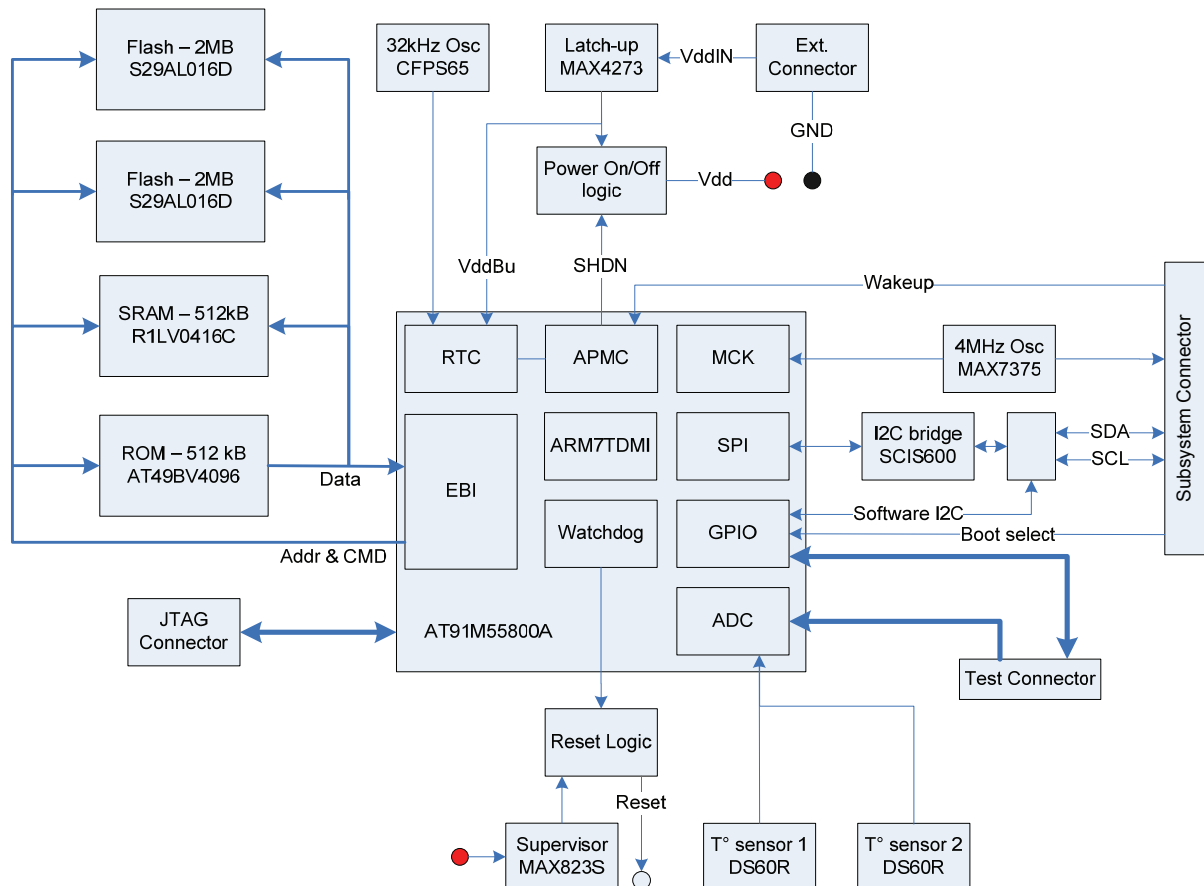 Flash – 2MB
S29AL016D
32kHz Osc
CFPS65
Latch-up
MAX4273
VddIN
Ext.
Connector
GND
Flash – 2MB
S29AL016D
Power On/Off
logic
Vdd
VddBu
SHDN
Wakeup
SRAM – 512kB
R1LV0416C
RTC
APMC
MCK
4MHz Osc
MAX7375
Subsystem Connector
ROM – 512 kB
AT49BV4096
Data
EBI
ARM7TDMI
SPI
I2C bridge
SCIS600
SDA
SCL
Watchdog
GPIO
Software I2C
Boot select
Addr & CMD
JTAG
Connector
AT91M55800A
ADC
Test Connector
Reset Logic
Reset
Supervisor
MAX823S
T° sensor 1
DS60R
T° sensor 2
DS60R